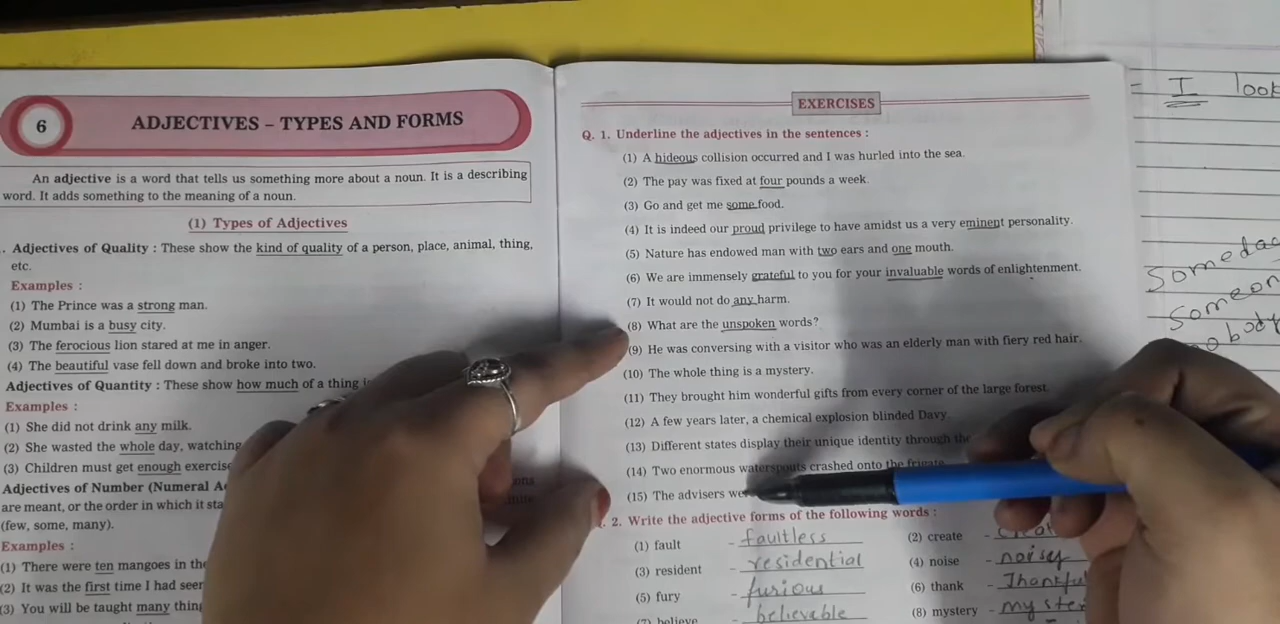 6
ADJECTIVES – TYPES AND FORMS
An adjective is a word that tells us something more about a noun. It is a describing
word. It adds something to the meaning of a noun.
(1) Types of Adjectives
. Adjectives of Quality : These show the kind of quality of a person, place, animal, thing,
etc.
Examples :
(1) The Prince was a strong man.
(2) Mumbai is a busy city.
(3) The ferocious lion stared at me in anger.
(4) The beautiful vase fell down and broke into two.
Adjectives of Quantity : These show how much of a thing
Examples :
(1) She did not drink any milk.
(2) She wasted the whole day, watching
(3) Children must get enough exercise
Adjectives of Number (Numeral
are meant, or the order in which it
(few, some, many).
Examples :
(1) There were ten mangoes in the
(2) It was the first time I had seen
(3) You will be taught many
EXERCISES
Q. 1. Underline the adjectives in the sentences :
(1) A hideous collision occurred and I was hurled into the sea.
(2) The pay was fixed at four pounds a week.
(3) Go and get me some food.
(4) It is indeed our proud privilege to have amidst us a very eminent personality.
(5) Nature has endowed man with two ears and one mouth.
(6) We are immensely grateful to you for your invaluable words of enlightenment.
(7) It would not do any harm.
(8) What are the unspoken words?
(9) He was conversing with a visitor who was an elderly man with fiery red hair.
(10) The whole thing is a mystery.
(11) They brought him wonderful gifts from every corner of the large forest.
(12) A few years later, a chemical explosion blinded Davy.
(13) Different states display their unique identity through the
(14) Two enormous waterspouts crashed onto the frigate.
(15) The advisers
2. Write the adjective forms of the following words :
(1) fault - faultless (2) create -
(3) resident - residential (4) noise - noisy
(5) fury - furious (6) thank - Thankful
(7) believe believable (8) mystery -
= I look
Someday
Someon
nobody